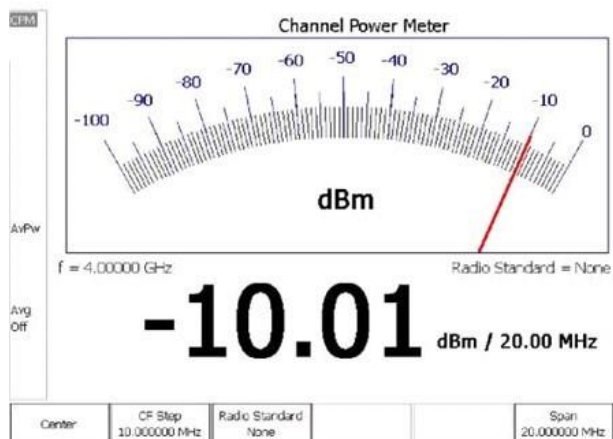 CPM
Channel Power Meter
-100
-90
-80
-70
-60
-50
-40
-30
-20
-10
0
dBm
AvPw
f = 4.00000 GHz
Radio Standard = None
Avg
Off
-10.01 dBm / 20.00 MHz
Center
CF Step
10.000000 MHz
Radio Standard
None
Span
20.000000 MHz